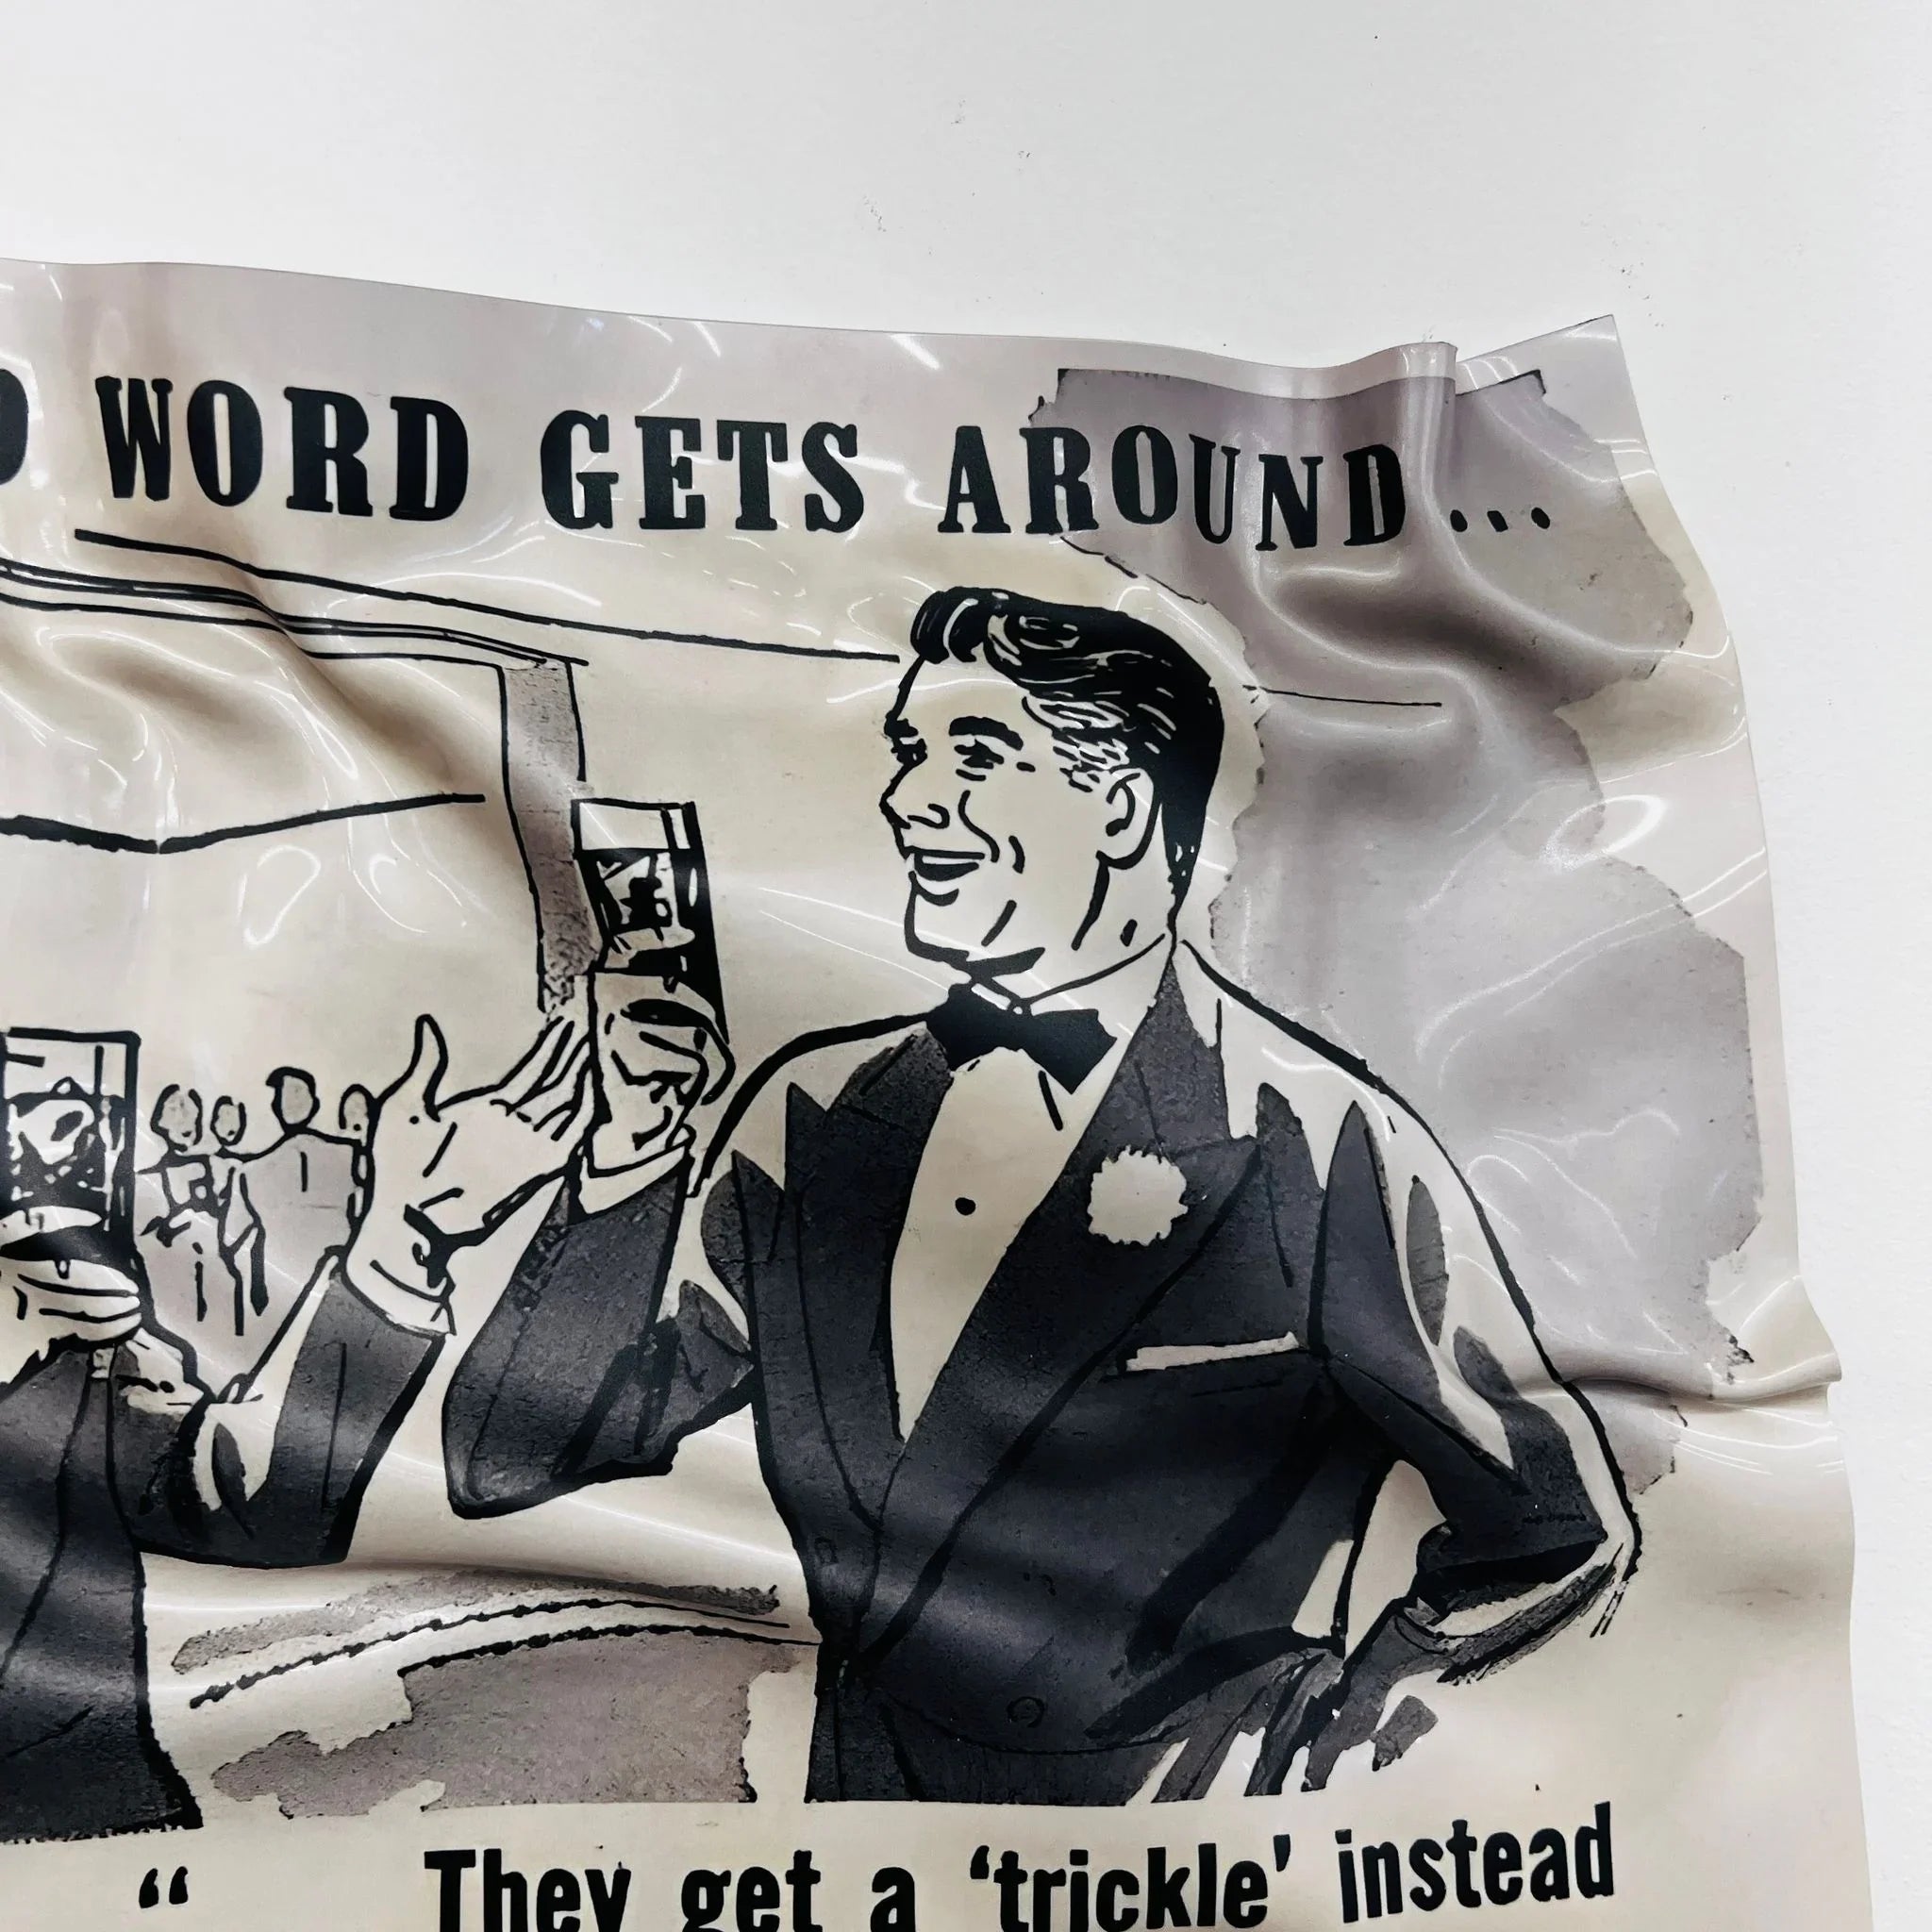 D WORD GETS AROUND...
“ They get a ‘trickle’ instead